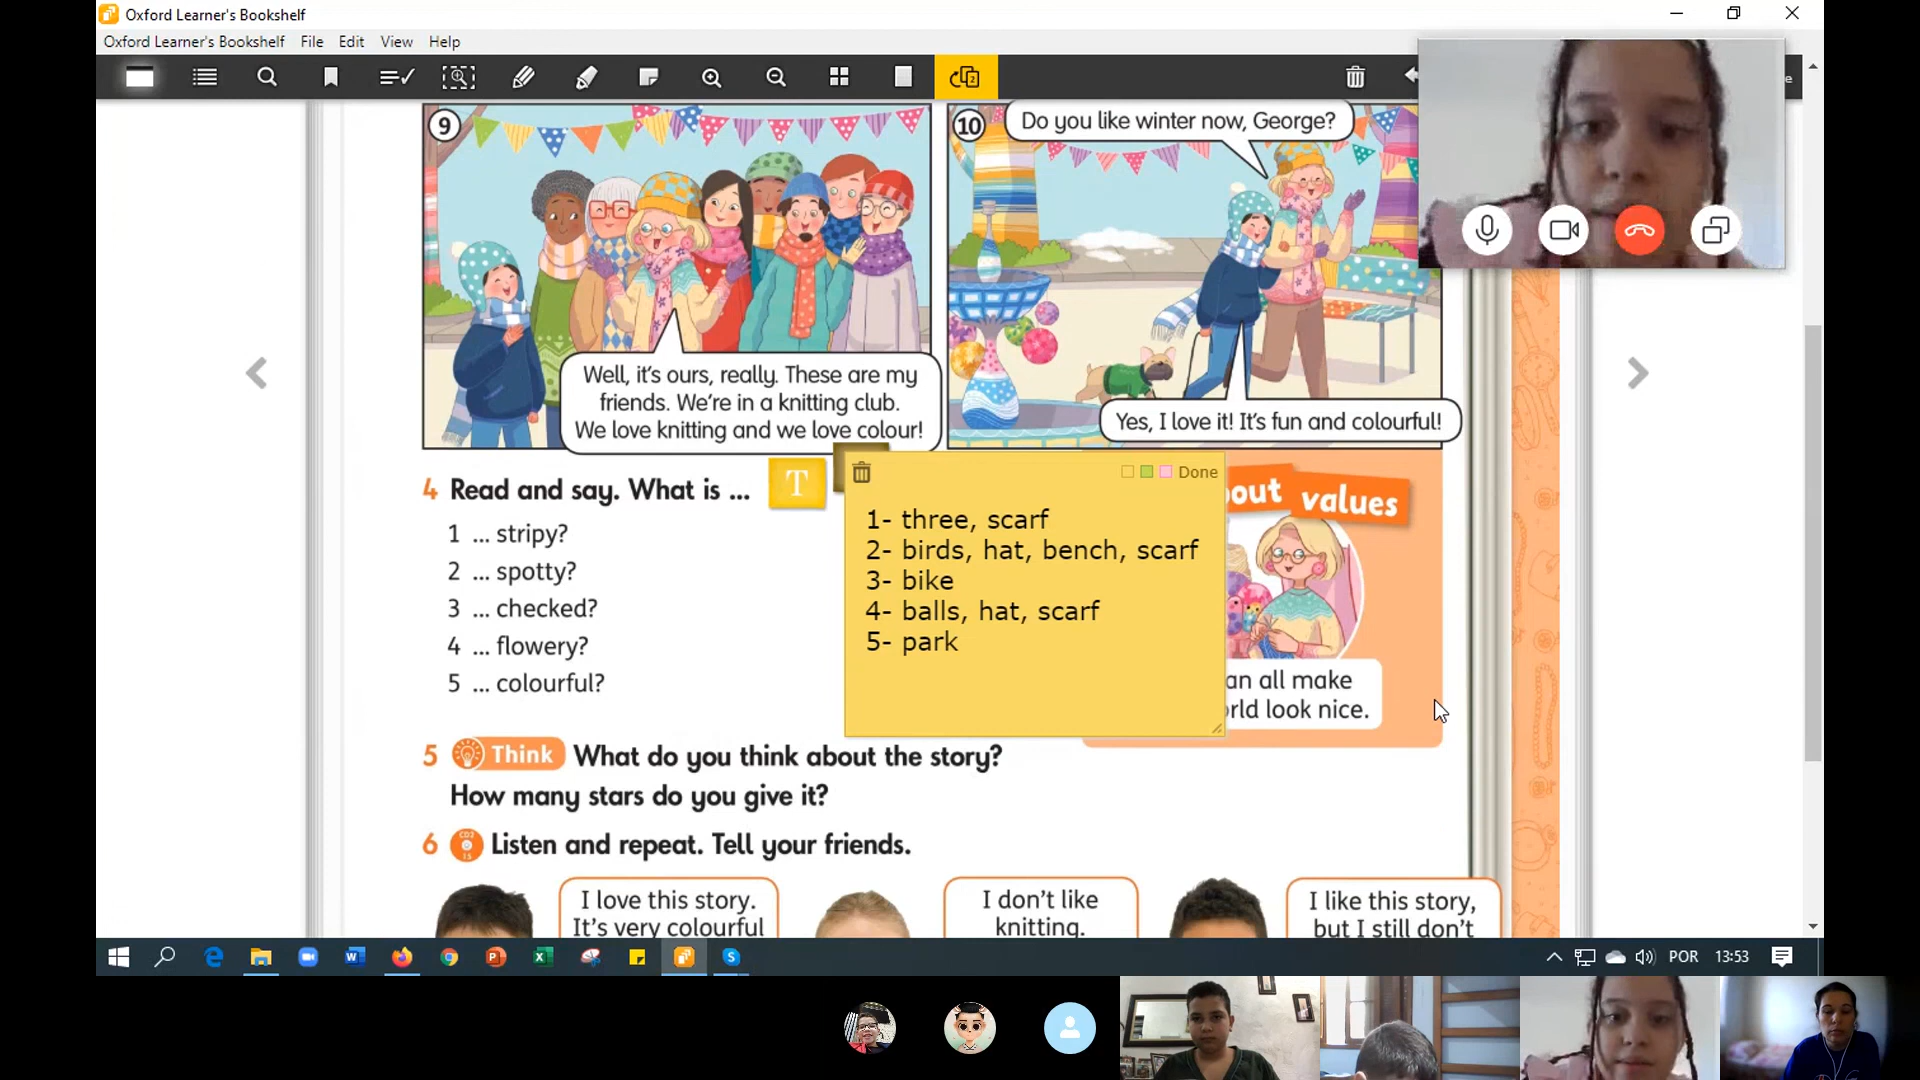 Oxford Learner's Bookshelf
Oxford Learner's Bookshelf File Edit View Help
2
9
10
Do you like winter now, George?
Well, it's ours, really. These are my
friends. We're in a knitting club.
We love knitting and we love colour!
Yes, I love it! It's fun and colourful!
4 Read and say. What is ...
T
1 ... stripy?
2 ... spotty?
3 ... checked?
4 ... flowery?
5 ... colourful?
Done
1- three, scarf
2- birds, hat, bench, scarf
3- bike
4- balls, hat, scarf
5- park
out values
an all make
rld look nice.
5 Think What do you think about the story?
How many stars do you give it?
6 CD2 15 Listen and repeat. Tell your friends.
I love this story.
It's very colourful
I don't like
knitting.
I like this story,
but I still don't
POR 13:53